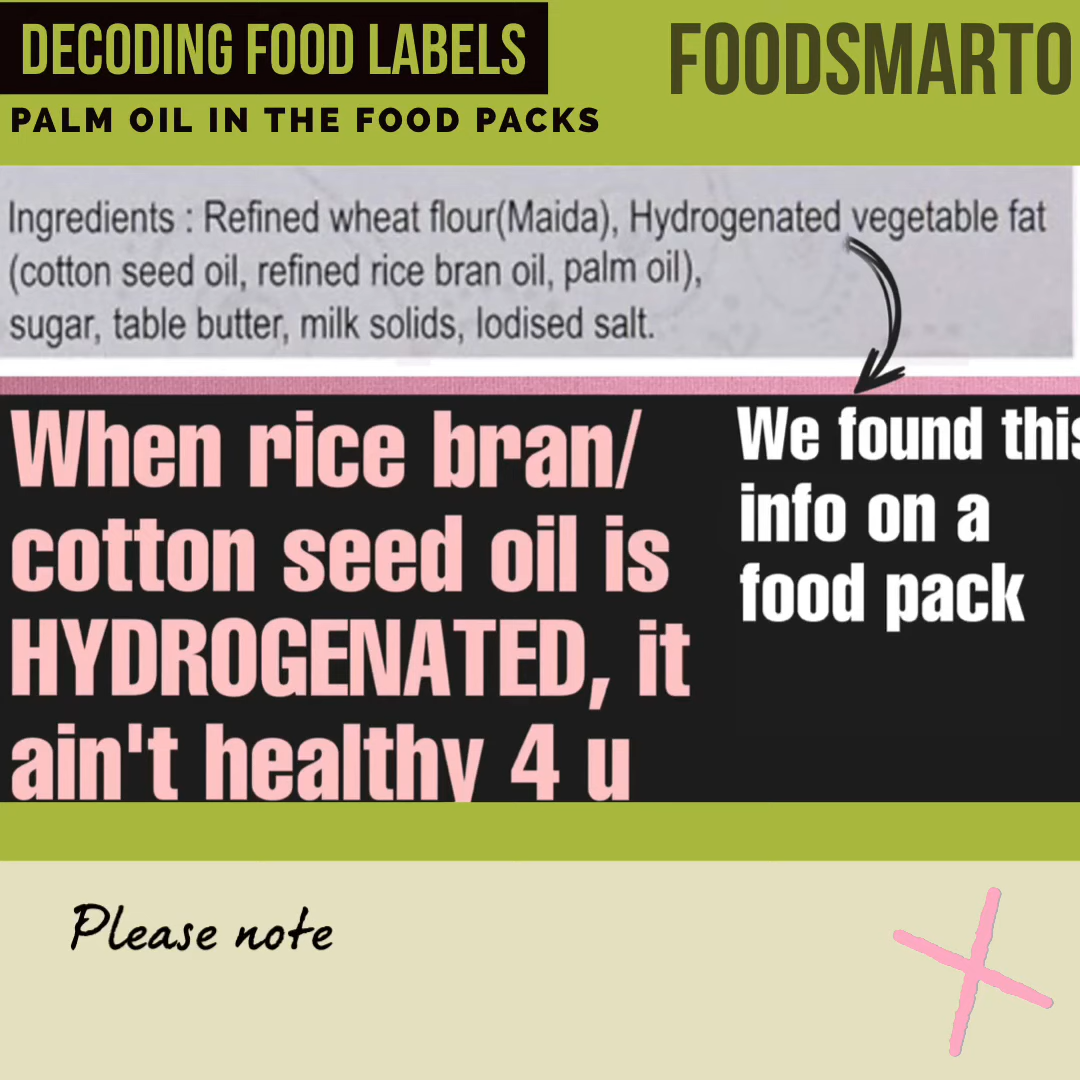 DECODING FOOD LABELS
FOODSMARTO
PALM OIL IN THE FOOD PACKS
Ingredients : Refined wheat flour(Maida), Hydrogenated vegetable fat
(cotton seed oil, refined rice bran oil, palm oil),
sugar, table butter, milk solids, Iodised salt.
When rice bran/
cotton seed oil is
HYDROGENATED, it
ain't healthy 4 u
We found this
info on a
food pack
Please note